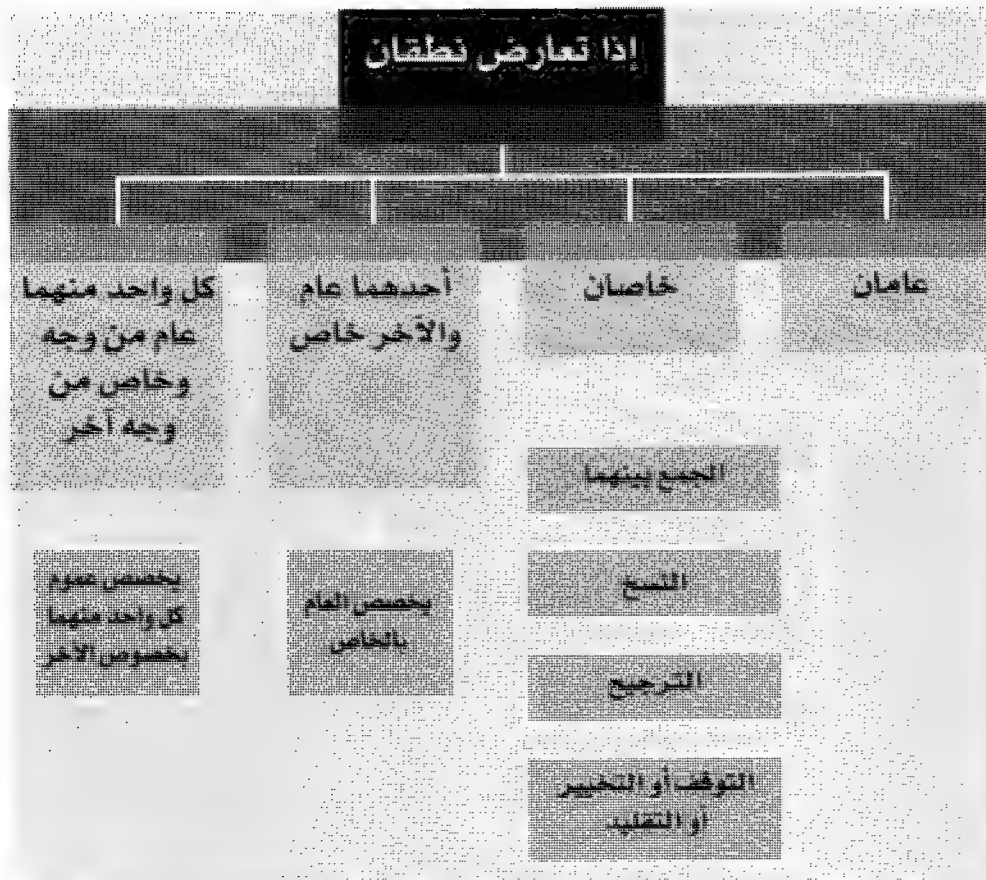 إذا تعارض نطقان
عامان
خاصان
أحدهما عام
والآخر خاص
كل واحد منهما
عام من وجه
وخاص من
وجه آخر
الجمع بينهما
النسخ
الترجيح
التوقف أو التخيير
أو التقليد
يخصص العام
بالخاص
يخصص عموم
كل واحد منهما
بخصوص الآخر